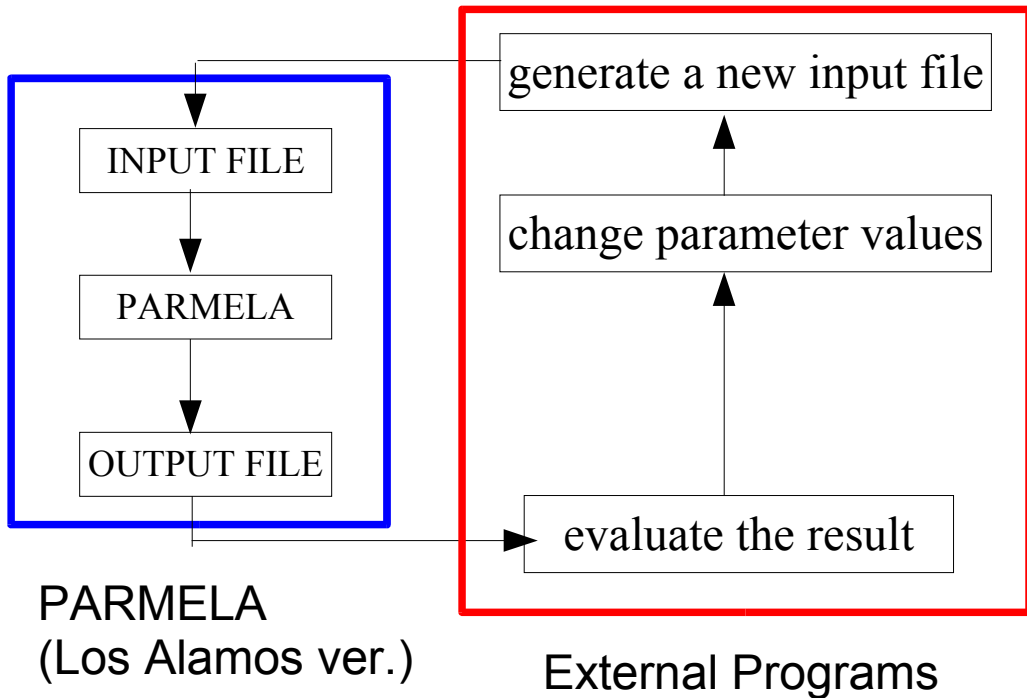 generate a new input file
INPUT FILE
change parameter values
PARMELA
OUTPUT FILE
evaluate the result
PARMELA
(Los Alamos ver.)
External Programs